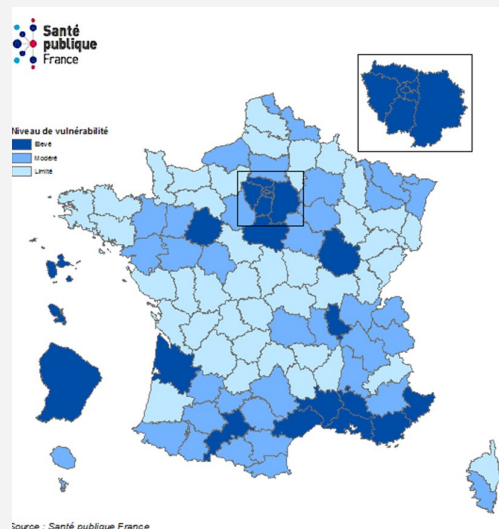 Santé
publique
France
Niveau de vulnérabilité
Elevé
Modéré
Limité
Source : Santé publique France